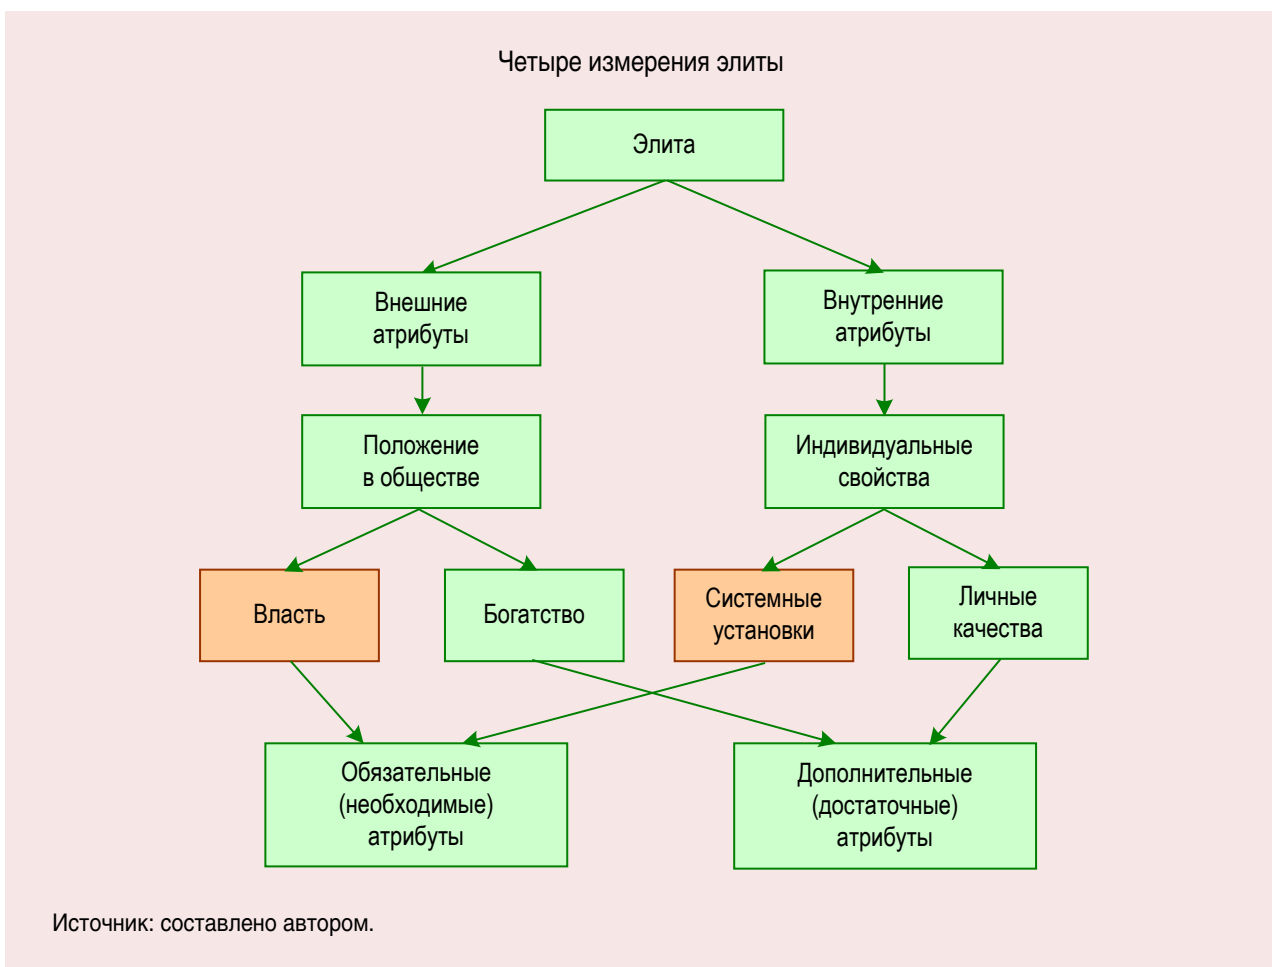 Четыре измерения элиты
Элита
Внешние
атрибуты
Внутренние
атрибуты
Положение
в обществе
Индивидуальные
свойства
Власть
Богатство
Системные
установки
Личные
качества
Обязательные
(необходимые)
атрибуты
Дополнительные
(достаточные)
атрибуты
Источник: составлено автором.